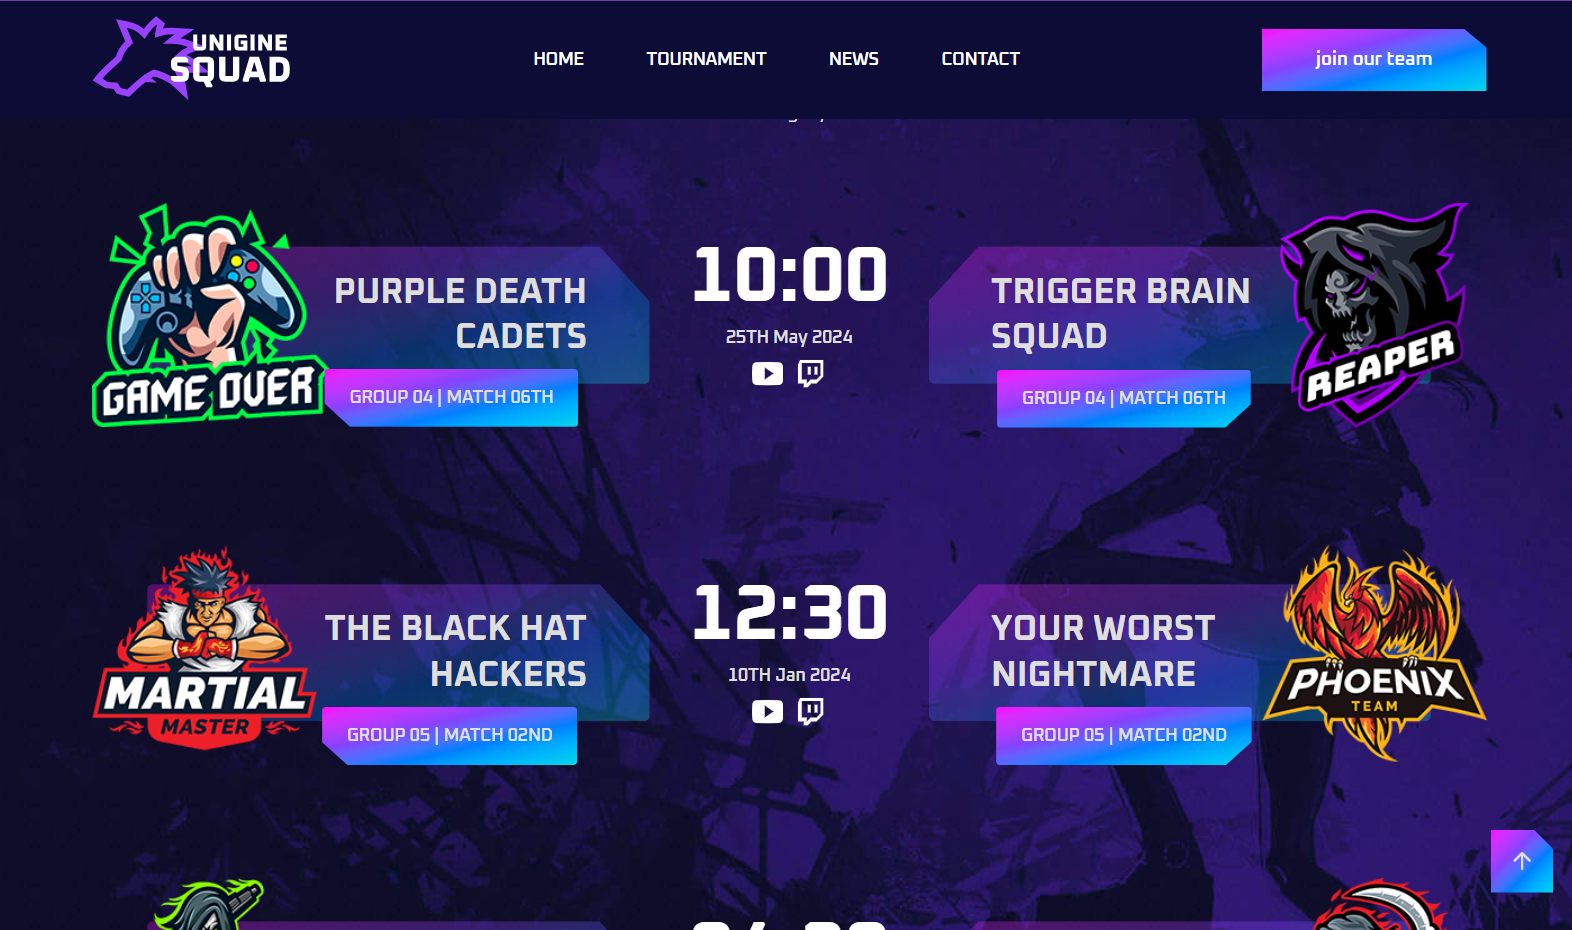 UNIGINE
SQUAD
HOME
TOURNAMENT
NEWS
CONTACT
join our team
GAME OVER
PURPLE DEATH
CADETS
GROUP 04 | MATCH 06TH
10:00
25TH May 2024
TRIGGER BRAIN
SQUAD
GROUP 04 | MATCH 06TH
REAPER
MARTIAL
MASTER
THE BLACK HAT
HACKERS
GROUP 05 | MATCH 02ND
12:30
10TH Jan 2024
YOUR WORST
NIGHTMARE
GROUP 05 | MATCH 02ND
PHOENIX
TEAM